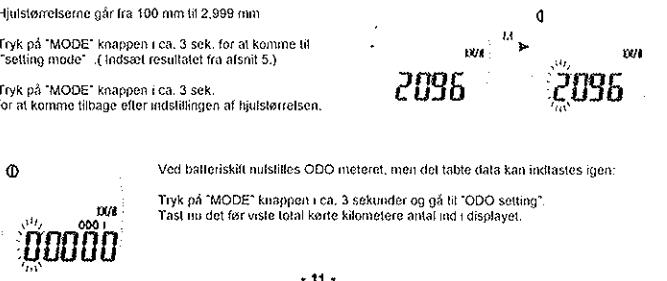 Hjulstørrelserne går fra 100 mm til 2,999 mm
Tryk på "MODE" knappen i ca. 3 sek. for at komme til
"setting mode" .( Indsæt resultatet fra afsnit 5.)
Tryk på "MODE" knappen i ca. 3 sek.
for at komme tilbage efter indstillingen af hjulstørrelsen.
2096
2096
Ved batteriskift nulstilles ODO meteret, men det tabte data kan indtastes igen:
Tryk på "MODE" knappen i ca. 3 sekunder og gå til "ODO setting".
Tast nu det før viste total kørte kilometere antal ind i displayet.
ODO
00000
- 11 -